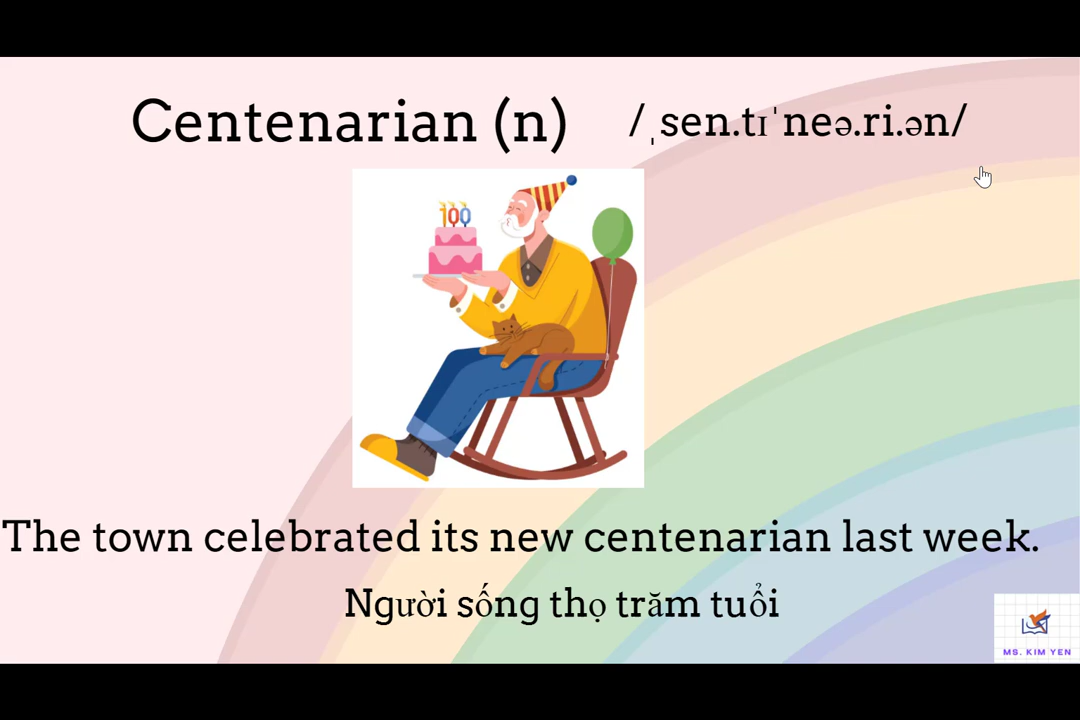 Centenarian (n) /ˌsen.tɪˈneə.ri.ən/
100
The town celebrated its new centenarian last week.
Người sống thọ trăm tuổi
MS. KIM YEN